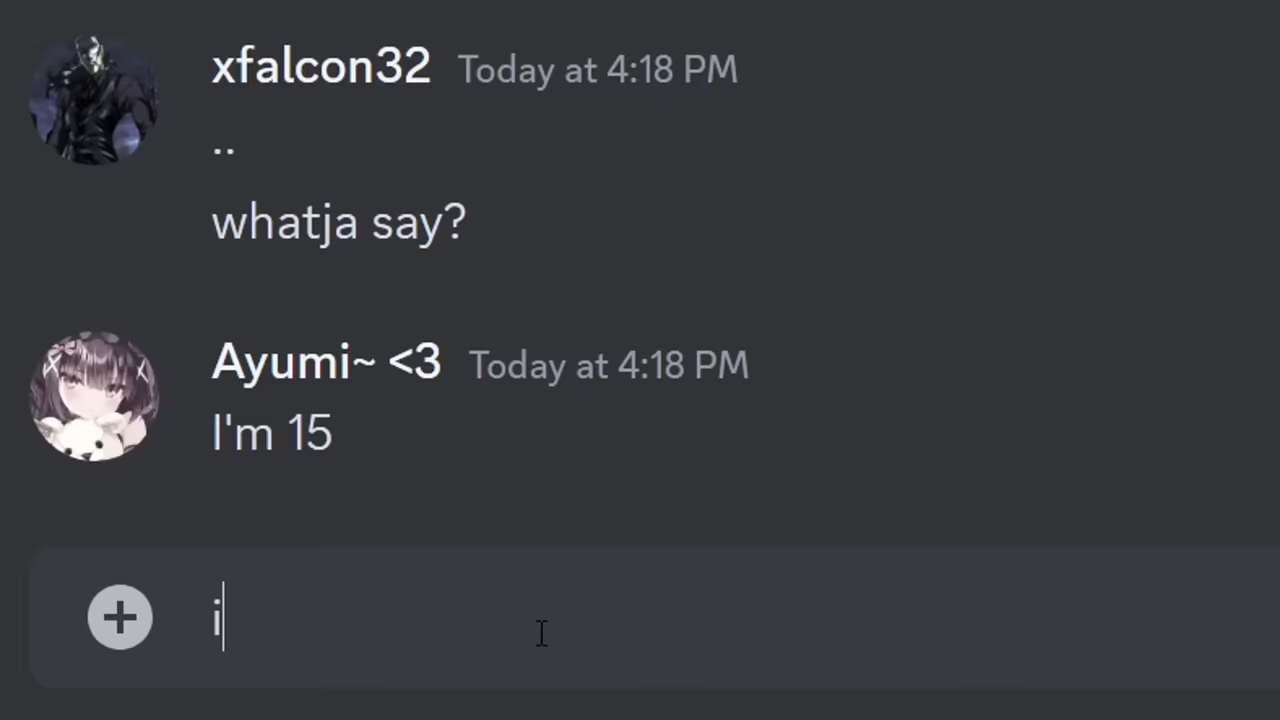 xfalcon32 Today at 4:18 PM
..
whatja say?
Ayumi~ <3 Today at 4:18 PM
I'm 15
i